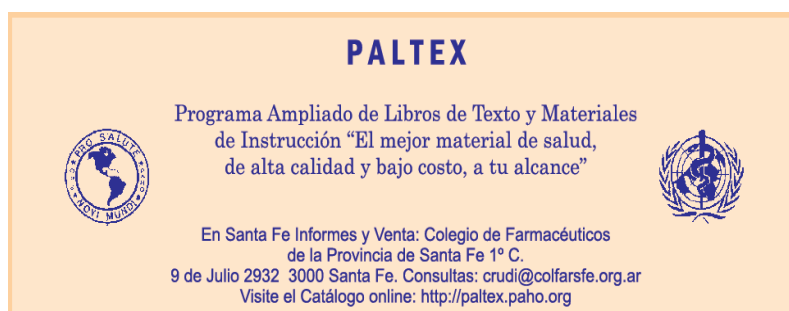 PALTEX
Programa Ampliado de Libros de Texto y Materiales
de Instrucción “El mejor material de salud,
de alta calidad y bajo costo, a tu alcance”
PRO SALUTE
NOVI MUNDI
En Santa Fe Informes y Venta: Colegio de Farmacéuticos
de la Provincia de Santa Fe 1º C.
9 de Julio 2932  3000 Santa Fe. Consultas: crudi@colfarsfe.org.ar
Visite el Catálogo online: http://paltex.paho.org